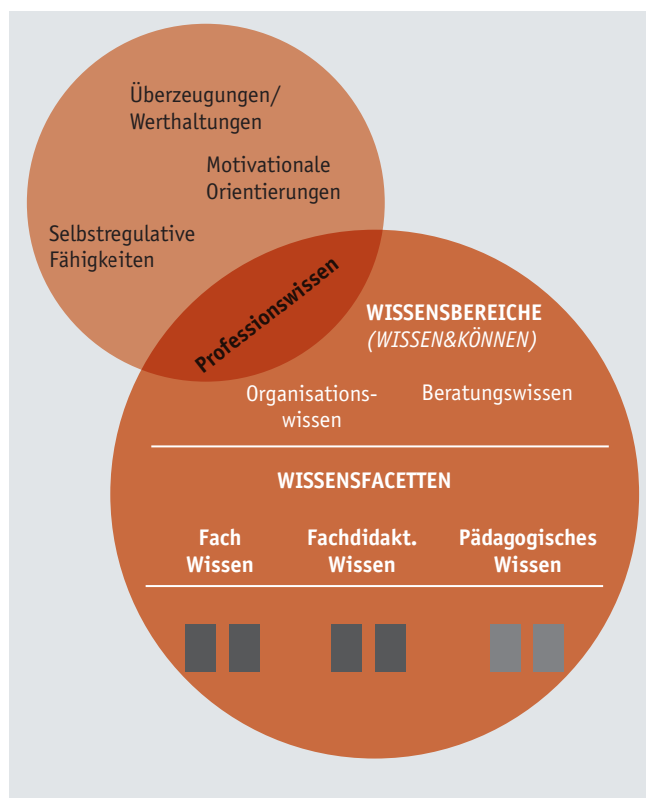 Überzeugungen/
Werthaltungen
Motivationale
Orientierungen
Selbstregulative
Fähigkeiten
Professionswissen
WISSENSBEREICHE
(WISSEN&KÖNNEN)
Organisations-
wissen
Beratungswissen
WISSENSFACETTEN
Fach
Wissen
Fachdidakt.
Wissen
Pädagogisches
Wissen